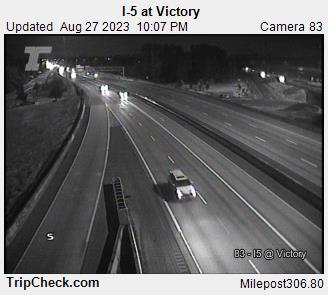 I-5 at Victory
Updated Aug 27 2023 10:07 PM Camera 83
T
S
83 - I5 @ Victory
TripCheck.com Milepost306.80